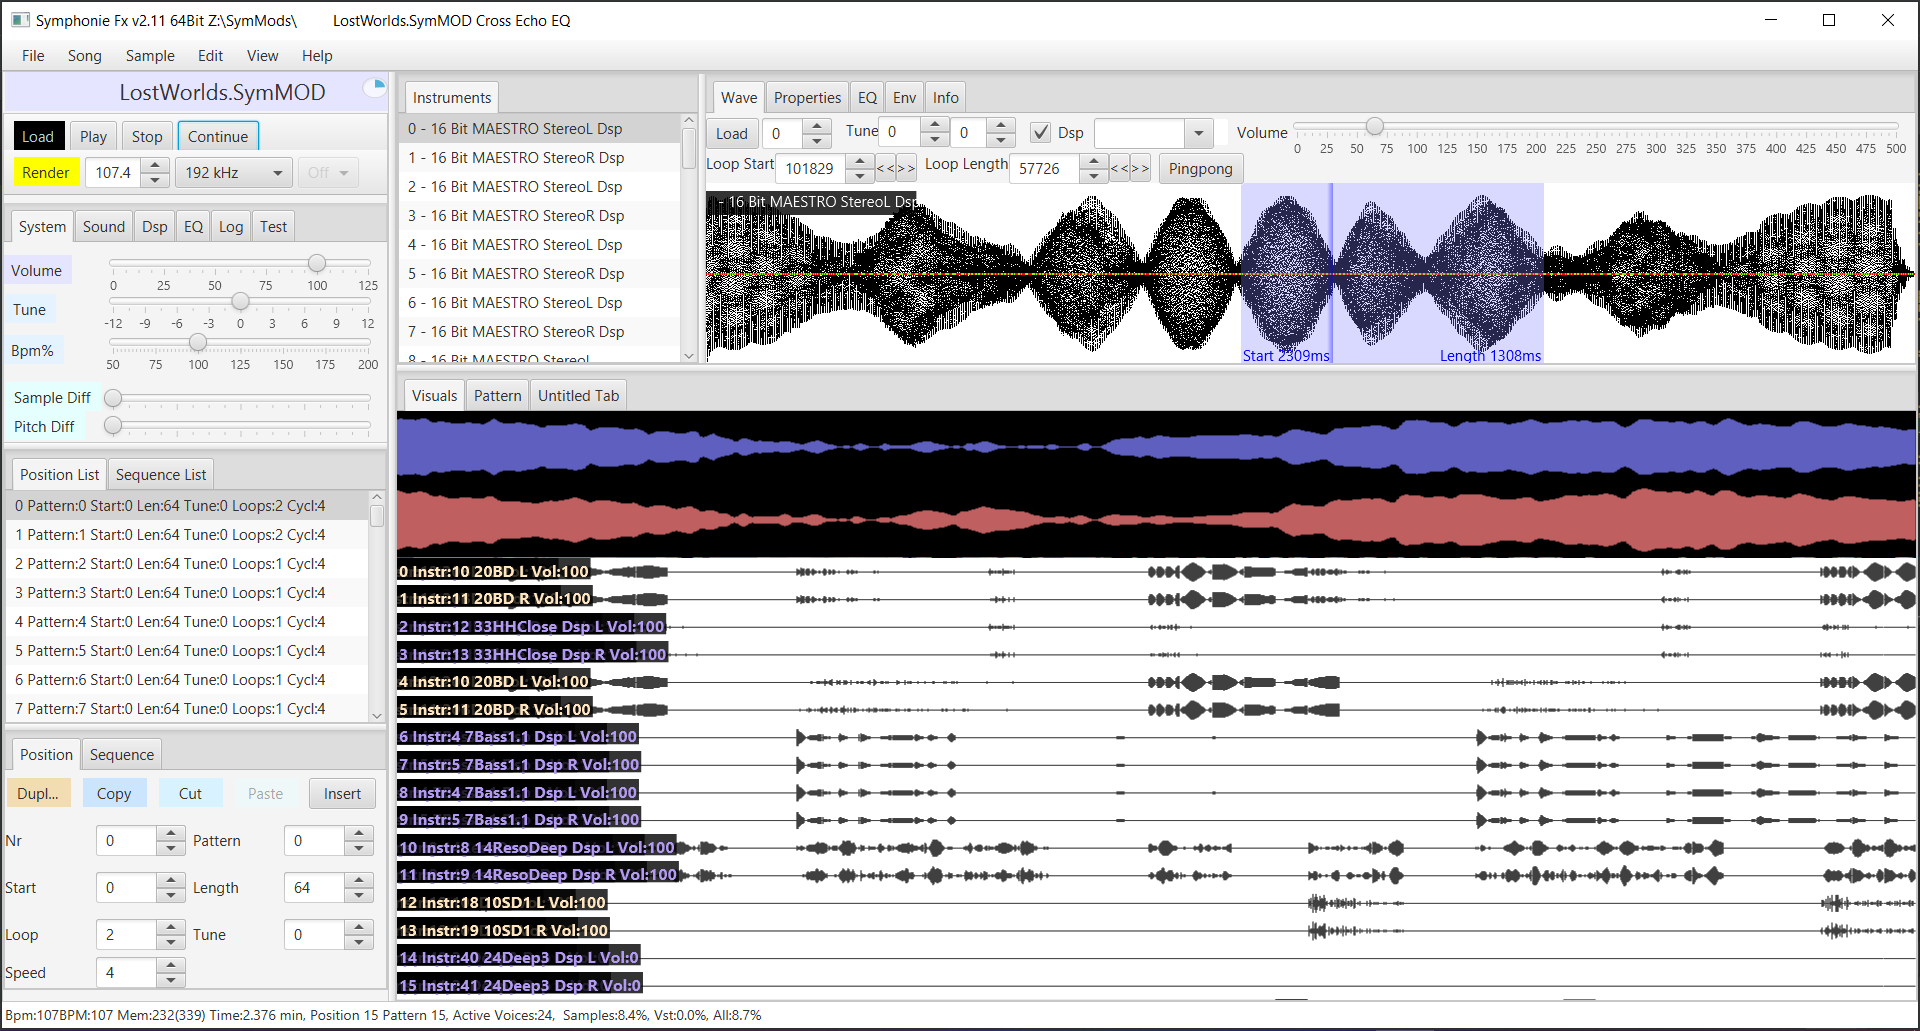 Symphonie Fx v2.11 64Bit Z:\SymMods\ LostWorlds.SymMOD Cross Echo EQ
File Song Sample Edit View Help
LostWorlds.SymMOD
Load Play Stop Continue
Render 107.4 192 kHz Off
System Sound Dsp EQ Log Test
Volume
0 25 50 75 100 125
Tune
-12 -9 -6 -3 0 3 6 9 12
Bpm%
50 75 100 125 150 175 200
Sample Diff
Pitch Diff
Position List Sequence List
0 Pattern:0 Start:0 Len:64 Tune:0 Loops:2 Cycl:4
1 Pattern:1 Start:0 Len:64 Tune:0 Loops:2 Cycl:4
2 Pattern:2 Start:0 Len:64 Tune:0 Loops:1 Cycl:4
3 Pattern:3 Start:0 Len:64 Tune:0 Loops:1 Cycl:4
4 Pattern:4 Start:0 Len:64 Tune:0 Loops:1 Cycl:4
5 Pattern:5 Start:0 Len:64 Tune:0 Loops:1 Cycl:4
6 Pattern:6 Start:0 Len:64 Tune:0 Loops:1 Cycl:4
7 Pattern:7 Start:0 Len:64 Tune:0 Loops:1 Cycl:4
Position Sequence
Dupl... Copy Cut Paste Insert
Nr 0 Pattern 0
Start 0 Length 64
Loop 2 Tune 0
Speed 4
Instruments
0 - 16 Bit MAESTRO StereoL Dsp
1 - 16 Bit MAESTRO StereoR Dsp
2 - 16 Bit MAESTRO StereoL Dsp
3 - 16 Bit MAESTRO StereoR Dsp
4 - 16 Bit MAESTRO StereoL Dsp
5 - 16 Bit MAESTRO StereoR Dsp
6 - 16 Bit MAESTRO StereoL Dsp
7 - 16 Bit MAESTRO StereoR Dsp
8 - 16 Bit MAESTRO StereoL
Wave Properties EQ Env Info
Load 0 Tune 0 0 Dsp Volume
0 25 50 75 100 125 150 175 200 225 250 275 300 325 350 375 400 425 450 475 500
Loop Start 101829 << >> Loop Length 57726 << >> Pingpong
- 16 Bit MAESTRO StereoL Dsp
Start 2309ms Length 1308ms
Visuals Pattern Untitled Tab
0 Instr:10 20BD L Vol:100
1 Instr:11 20BD R Vol:100
2 Instr:12 33HHClose Dsp L Vol:100
3 Instr:13 33HHClose Dsp R Vol:100
4 Instr:10 20BD L Vol:100
5 Instr:11 20BD R Vol:100
6 Instr:4 7Bass1.1 Dsp L Vol:100
7 Instr:5 7Bass1.1 Dsp R Vol:100
8 Instr:4 7Bass1.1 Dsp L Vol:100
9 Instr:5 7Bass1.1 Dsp R Vol:100
10 Instr:8 14ResoDeep Dsp L Vol:100
11 Instr:9 14ResoDeep Dsp R Vol:100
12 Instr:18 10SD1 L Vol:100
13 Instr:19 10SD1 R Vol:100
14 Instr:40 24Deep3 Dsp L Vol:0
15 Instr:41 24Deep3 Dsp R Vol:0
Bpm:107BPM:107 Mem:232(339) Time:2.376 min, Position 15 Pattern 15, Active Voices:24, Samples:8.4%, Vst:0.0%, All:8.7%